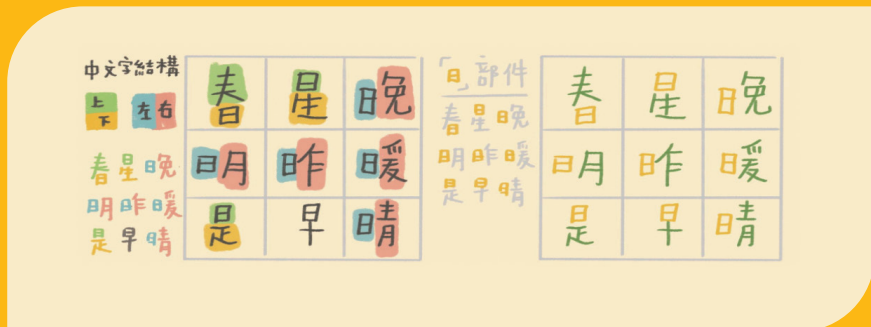 中文字結構
上下 左右
春星晚
明昨暖
是早晴
春 星 晚
明 昨 暖
是 早 晴
「日」部件
春星晚
明昨暖
是早晴
春 星 晚
明 昨 暖
是 早 晴